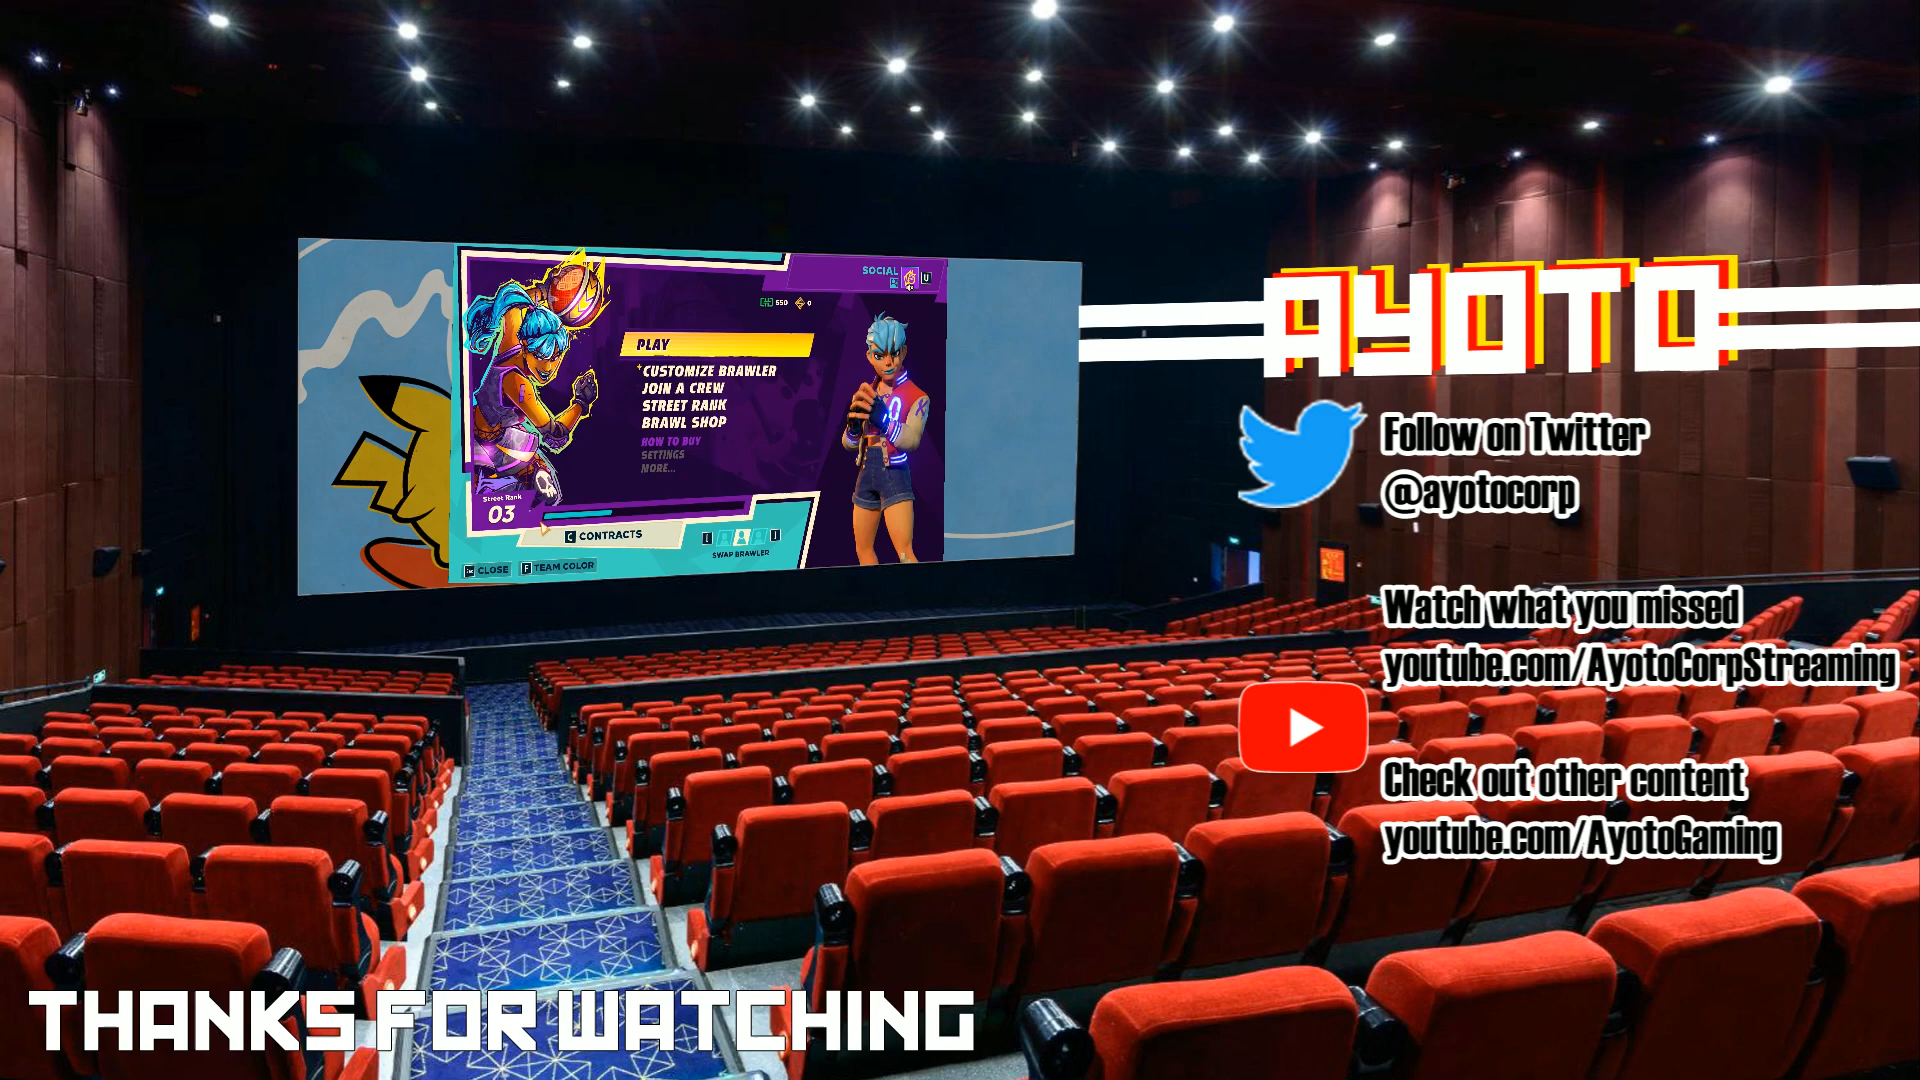 SOCIAL
U
550
0
PLAY
CUSTOMIZE BRAWLER
JOIN A CREW
STREET RANK
BRAWL SHOP
HOW TO BUY
SETTINGS
MORE...
Street Rank
03
C CONTRACTS
SWAP BRAWLER
CLOSE
F TEAM COLOR
AYOTO
Follow on Twitter
@ayotocorp
Watch what you missed
youtube.com/AyotoCorpStreaming
Check out other content
youtube.com/AyotoGaming
THANKS FOR WATCHING